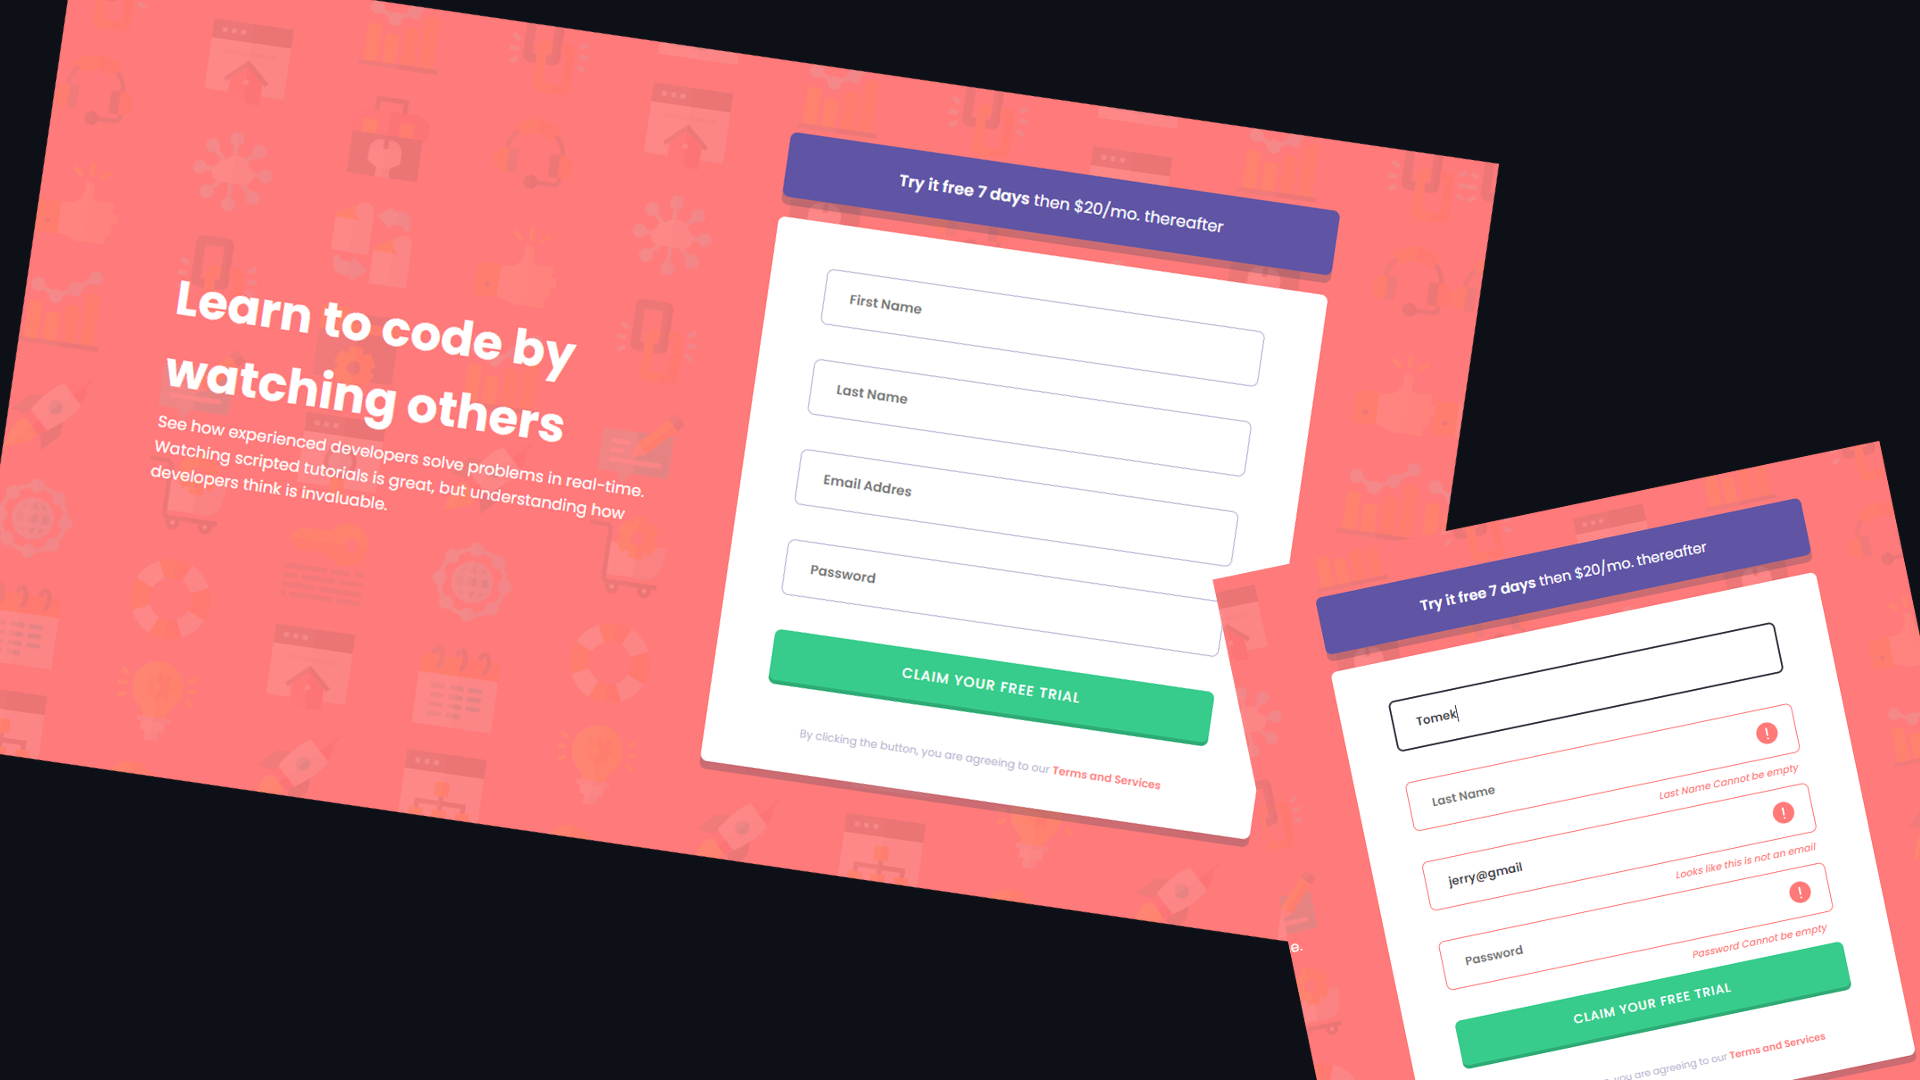 Learn to code by
watching others
See how experienced developers solve problems in real-time.
Watching scripted tutorials is great, but understanding how
developers think is invaluable.
Try it free 7 days then $20/mo. thereafter
First Name
Last Name
Email Addres
Password
CLAIM YOUR FREE TRIAL
By clicking the button, you are agreeing to our Terms and Services
e.
Try it free 7 days then $20/mo. thereafter
Tomek
Last Name
!
Last Name Cannot be empty
jerry@gmail
!
Looks like this is not an email
Password
!
Password Cannot be empty
CLAIM YOUR FREE TRIAL
you are agreeing to our Terms and Services